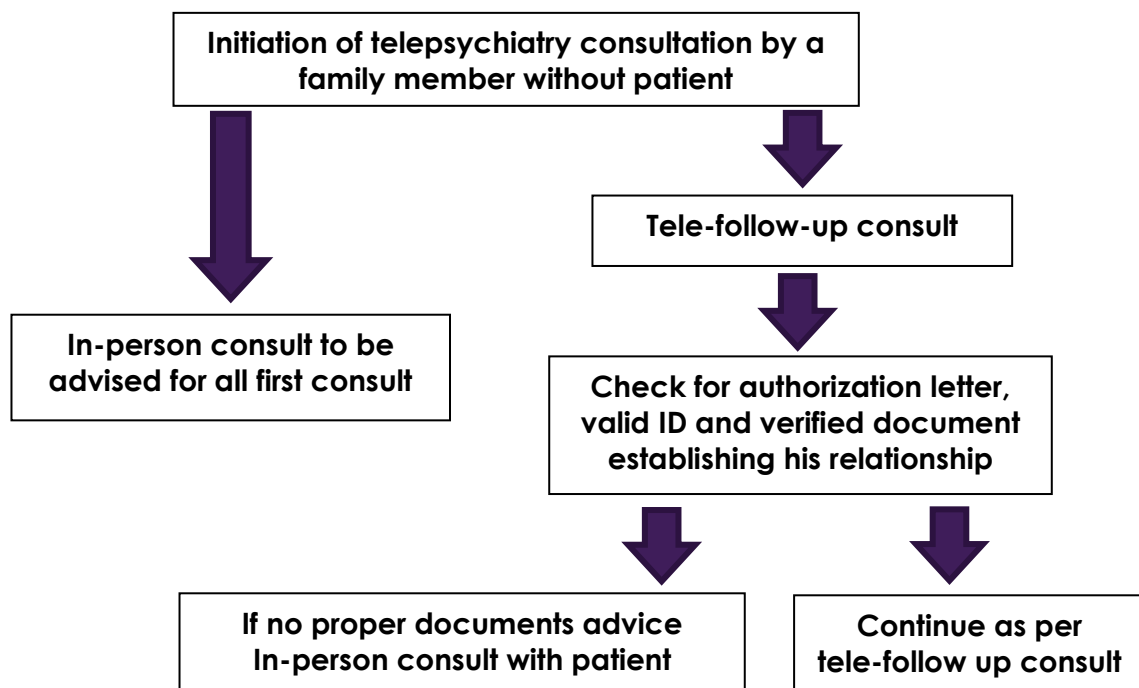 Initiation of telepsychiatry consultation by a
family member without patient
Tele-follow-up consult
In-person consult to be
advised for all first consult
Check for authorization letter,
valid ID and verified document
establishing his relationship
If no proper documents advice
In-person consult with patient
Continue as per
tele-follow up consult